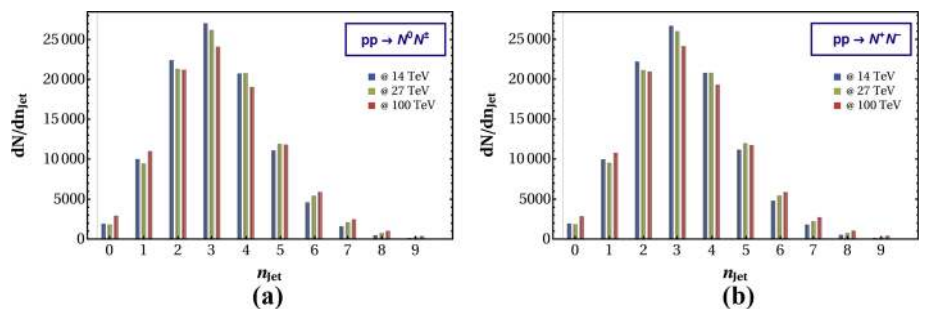 pp → N⁰N±
25 000
20 000
15 000
10 000
5000
0
dN/dnJet
@ 14 TeV
@ 27 TeV
@ 100 TeV
0 1 2 3 4 5 6 7 8 9
nJet
(a)
pp → N⁺N⁻
25 000
20 000
15 000
10 000
5000
0
dN/dnJet
@ 14 TeV
@ 27 TeV
@ 100 TeV
0 1 2 3 4 5 6 7 8 9
nJet
(b)